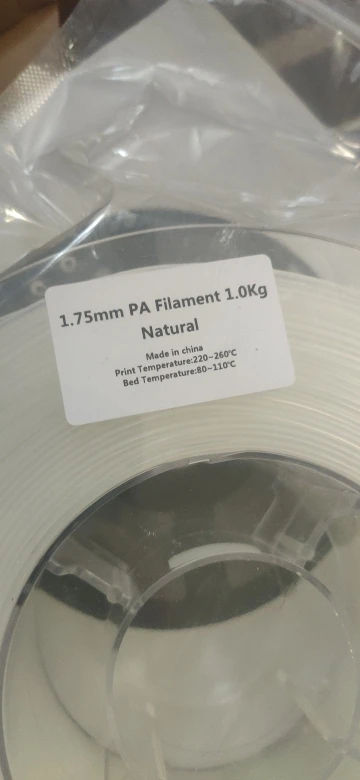 1.75mm PA Filament 1.0Kg
Natural
Made in china
Print Temperature:220~260℃
Bed Temperature:80~110℃